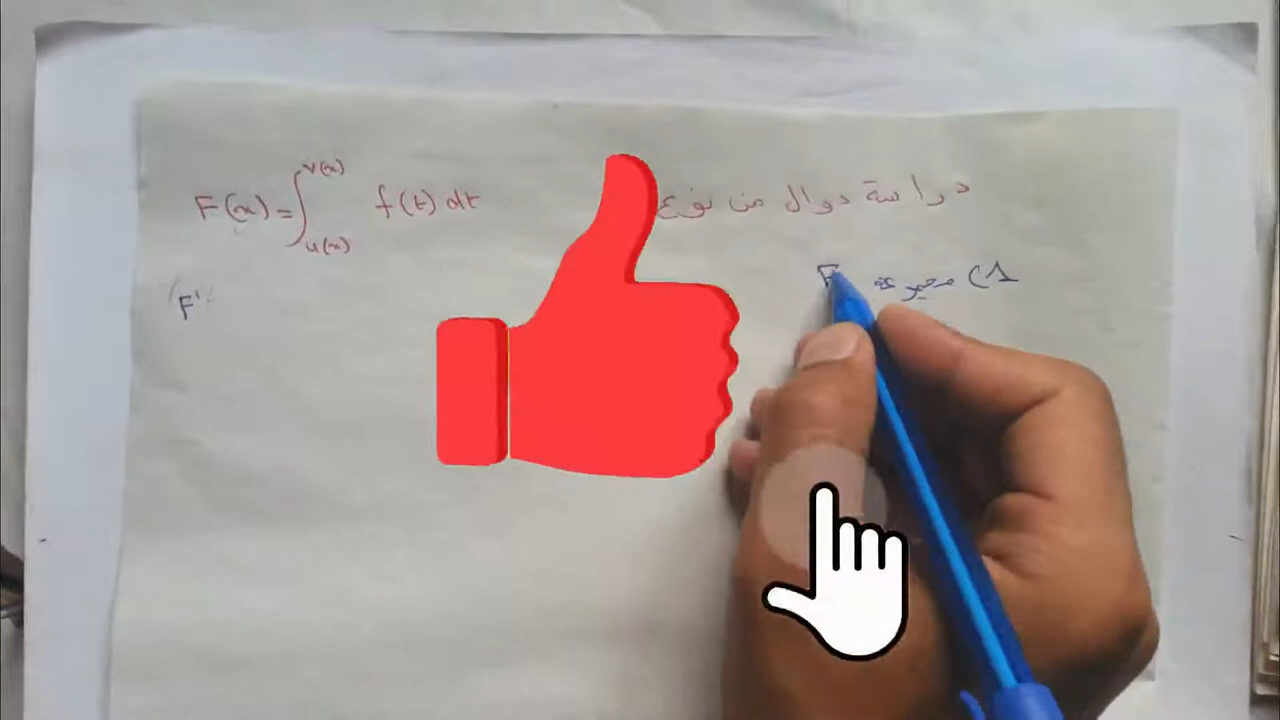 دراسة دوال من نوع F(x) = ∫_{u(x)}^{v(x)} f(t) dt
1) مجموعة F
F'